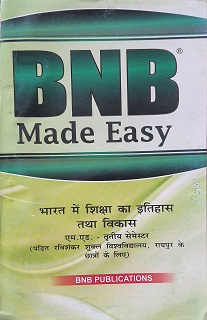 BNB®
Made Easy
भारत में शिक्षा का इतिहास
तथा विकास
एम.एड. - तृतीय सेमेस्टर
(पंडित रविशंकर शुक्ल विश्वविद्यालय, रायपुर के
छात्रों के लिए)
BNB PUBLICATIONS